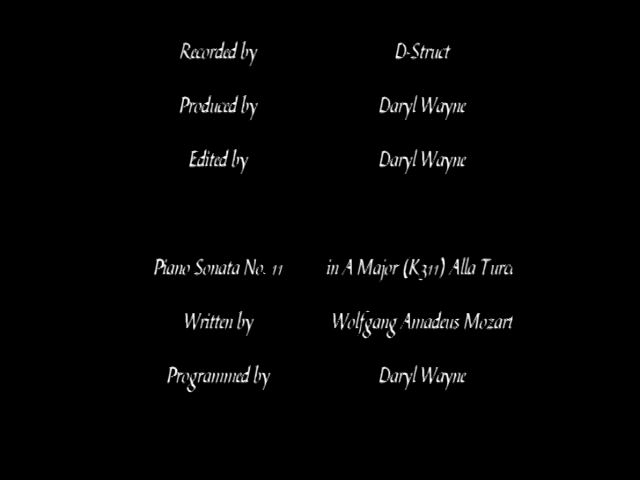 Recorded by D-Struct
Produced by Daryl Wayne
Edited by Daryl Wayne
Piano Sonata No. 11 in A Major (K311) Alla Turc
Written by Wolfgang Amadeus Mozart
Programmed by Daryl Wayne